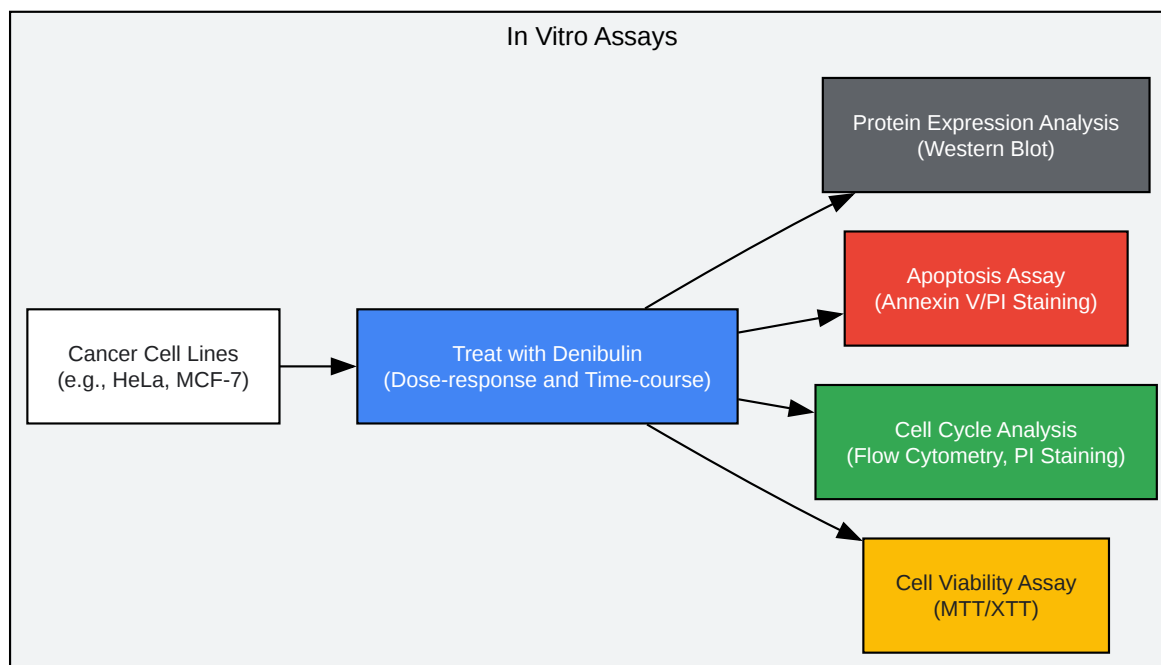 In Vitro Assays
Protein Expression Analysis
(Western Blot)
Apoptosis Assay
(Annexin V/PI Staining)
Cancer Cell Lines
(e.g., HeLa, MCF-7)
Treat with Denibulin
(Dose-response and Time-course)
Cell Cycle Analysis
(Flow Cytometry, PI Staining)
Cell Viability Assay
(MTT/XTT)